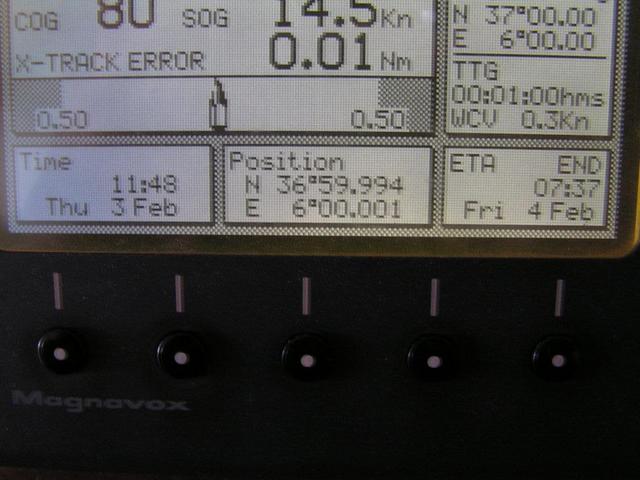 COG 80 SOG 14.5Kn
X-TRACK ERROR 0.01 Nm
0.50 0.50
N 37°00.00
E 6°00.00
TTG
00:01:00hms
WCV 0.3Kn
Time
11:48
Thu 3 Feb
Position
N 36°59.994
E 6°00.001
ETA END
07:37
Fri 4 Feb
Magnavox